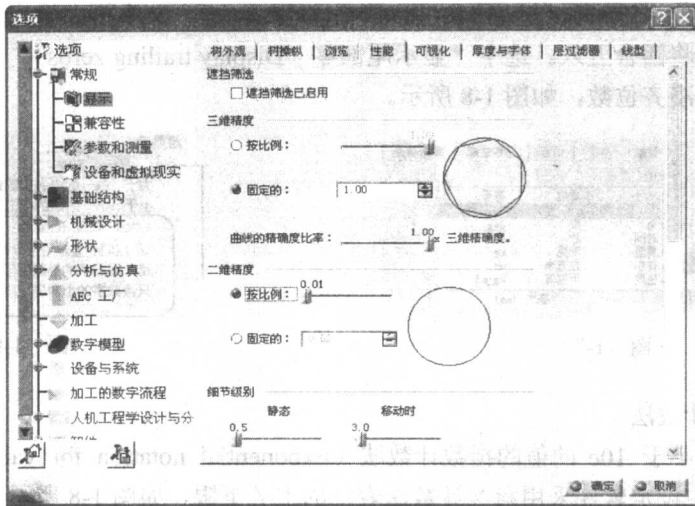 选项
选项
常规
显示
兼容性
参数和测量
设备和虚拟现实
基础结构
机械设计
形状
分析与仿真
AEC 工厂
加工
数字模型
设备与系统
加工的数字流程
人机工程学设计与分
树外观 树操纵 浏览 性能 可视化 厚度与字体 层过滤器 线型
遮挡筛选
遮挡筛选已启用
三维精度
按比例：
固定的： 1.00
曲线的精确度比率： 1.00 x 三维精确度。
二维精度
按比例： 0.01
固定的：
细节级别
静态 移动时
0.5 3.0
确定 取消